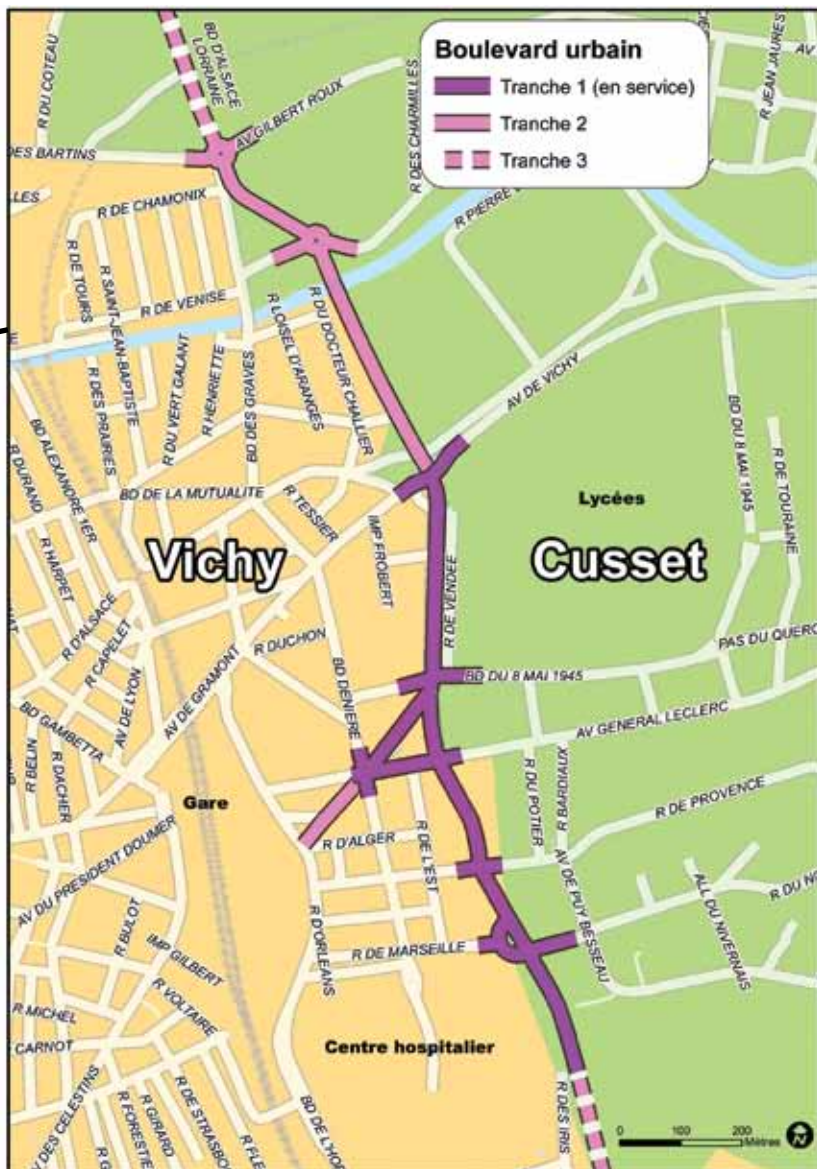 Boulevard urbain
Tranche 1 (en service)
Tranche 2
Tranche 3
BD D'ALSACE
LORRAINE
R DU COTEAU
AV GILBERT ROUX
R DES CHARMILLES
AV
R JEAN JAURES
DES BARTINS
R DE CHAMONIX
R PIERRE
R DE TOURS
R SAINT-JEAN-BAPTISTE
R DE VENISE
R LOISEL D'ARANGES
R DU DOCTEUR CHALLIER
R DES PRAIRIES
R DU VERT GALANT
R HENRIETTE
BD DES GRAVES
AV DE VICHY
BD ALEXANDRE 1ER
R DURAND
BD DE LA MUTUALITE
R TESSIER
IMP FROBERT
Lycées
BD DU 8 MAI 1945
R DE TOURAINE
Vichy
Cusset
R HARPET
R D'ALSACE
R CAPELET
R DUCHON
R DE VENDEE
PAS DU QUERC
BD DU 8 MAI 1945
AV DE LYON
AV DE GRAMONT
BD DENIERE
AV GENERAL LECLERC
BD GAMBETTA
R BELIN
R DACHER
Gare
R DU POTIER
R BARDIAUX
R DE PROVENCE
R D'ALGER
R DE L'EST
AV DU PRESIDENT DOUMER
AV DE PUY BESSEAU
ALL DU NIVERNAIS
R DU NI
R BULOT
IMP GILBERT
R D'ORLEANS
R DE MARSEILLE
R MICHEL
R VOLTAIRE
CARNOT
Centre hospitalier
AV DES CELESTINS
R FORESTIE
R GIRARD
R DE STRASBO
R FLE
BD DE L'HO
R DES IRIS
0 100 200
Mètres